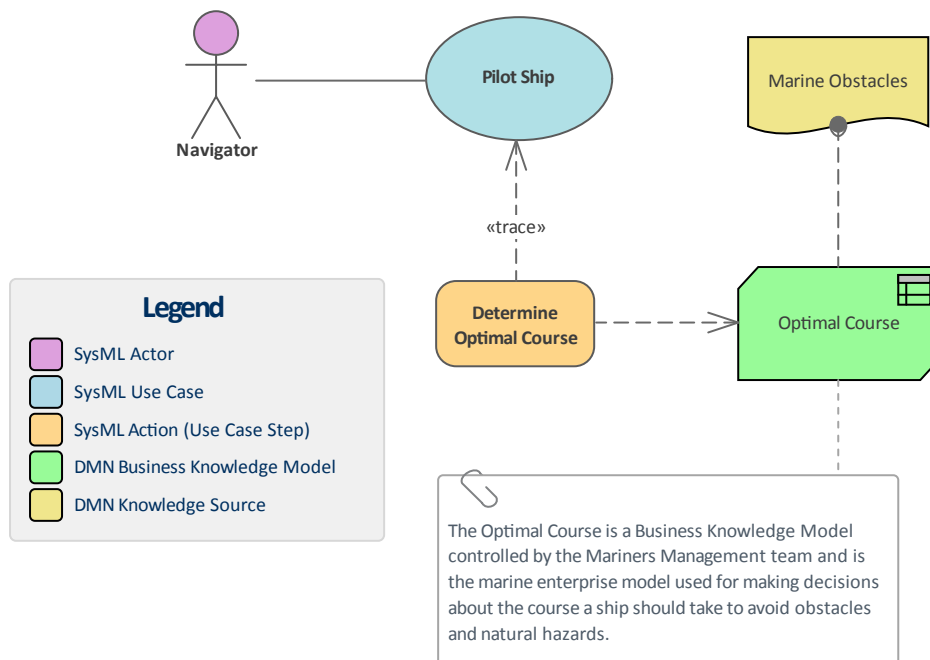 Navigator
Pilot Ship
Marine Obstacles
«trace»
Determine
Optimal Course
Optimal Course
Legend
SysML Actor
SysML Use Case
SysML Action (Use Case Step)
DMN Business Knowledge Model
DMN Knowledge Source
The Optimal Course is a Business Knowledge Model
controlled by the Mariners Management team and is
the marine enterprise model used for making decisions
about the course a ship should take to avoid obstacles
and natural hazards.